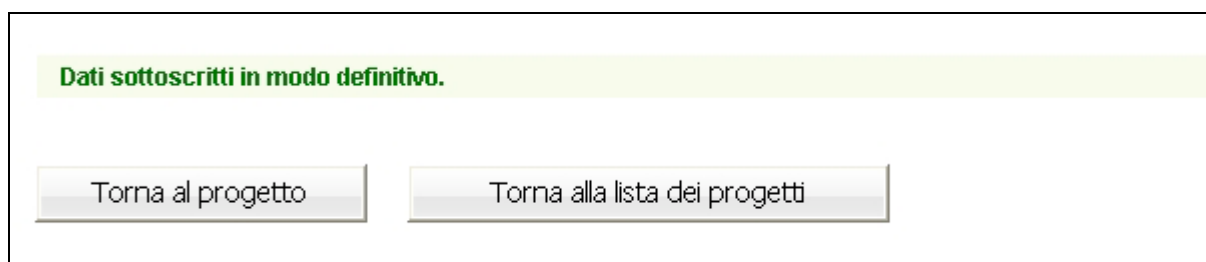 Dati sottoscritti in modo definitivo.
Torna al progetto
Torna alla lista dei progetti